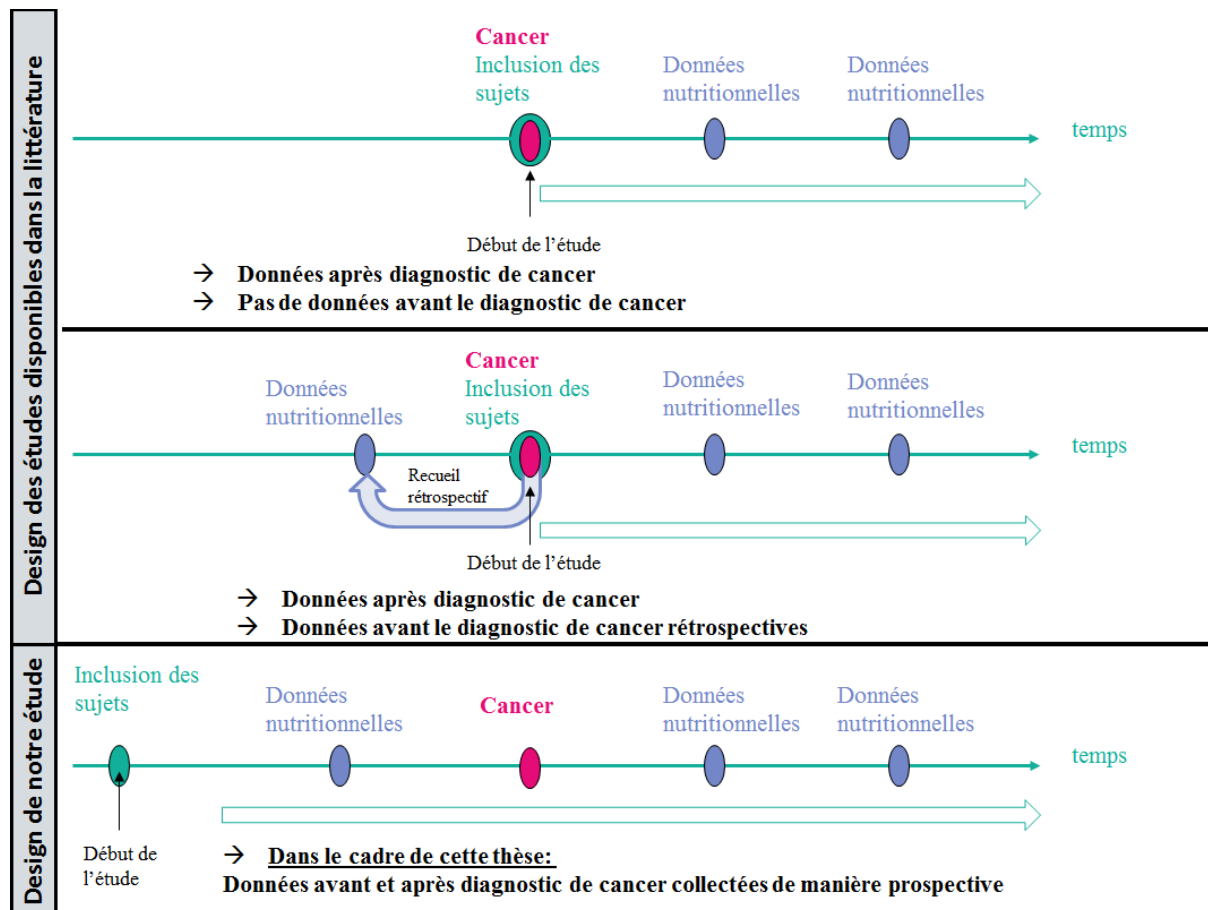 Design des études disponibles dans la littérature
Cancer
Inclusion des
sujets
Données
nutritionnelles
Données
nutritionnelles
temps
Début de l'étude
→ Données après diagnostic de cancer
→ Pas de données avant le diagnostic de cancer
Données
nutritionnelles
Cancer
Inclusion des
sujets
Données
nutritionnelles
Données
nutritionnelles
temps
Recueil
rétrospectif
Début de l'étude
→ Données après diagnostic de cancer
→ Données avant le diagnostic de cancer rétrospectives
Design de notre étude
Inclusion des
sujets
Données
nutritionnelles
Cancer
Données
nutritionnelles
Données
nutritionnelles
temps
Début de
l'étude
→ Dans le cadre de cette thèse:
Données avant et après diagnostic de cancer collectées de manière prospective